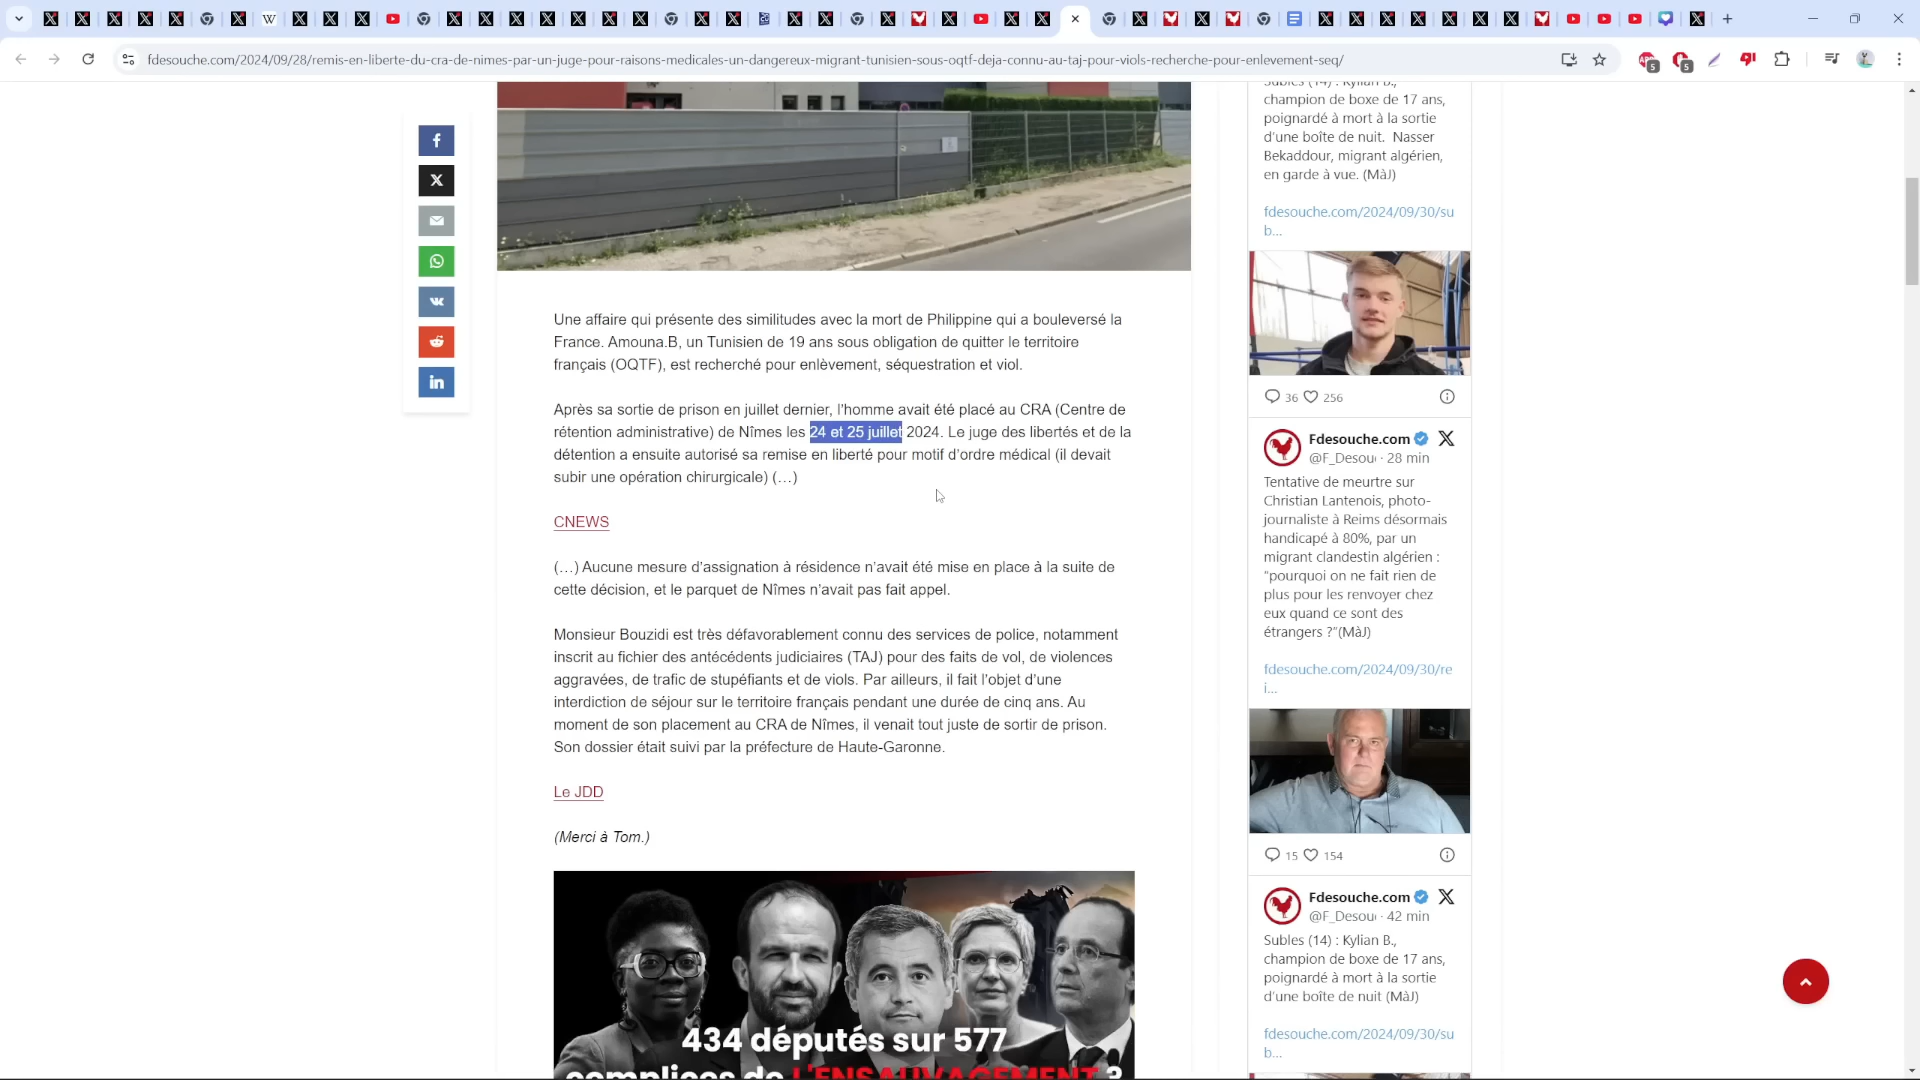 fdesouche.com/2024/09/28/remis-en-liberte-du-cra-de-nimes-par-un-juge-pour-raisons-medicales-un-dangereux-migrant-tunisien-sous-oqtf-deja-connu-au-taj-pour-viols-recherche-pour-enlevement-seq/
5
5
Une affaire qui présente des similitudes avec la mort de Philippine qui a bouleversé la
France. Amouna.B, un Tunisien de 19 ans sous obligation de quitter le territoire
français (OQTF), est recherché pour enlèvement, séquestration et viol.
Après sa sortie de prison en juillet dernier, l'homme avait été placé au CRA (Centre de
rétention administrative) de Nîmes les 24 et 25 juillet 2024. Le juge des libertés et de la
détention a ensuite autorisé sa remise en liberté pour motif d'ordre médical (il devait
subir une opération chirurgicale) (…)
CNEWS
(…) Aucune mesure d'assignation à résidence n'avait été mise en place à la suite de
cette décision, et le parquet de Nîmes n'avait pas fait appel.
Monsieur Bouzidi est très défavorablement connu des services de police, notamment
inscrit au fichier des antécédents judiciaires (TAJ) pour des faits de vol, de violences
aggravées, de trafic de stupéfiants et de viols. Par ailleurs, il fait l'objet d'une
interdiction de séjour sur le territoire français pendant une durée de cinq ans. Au
moment de son placement au CRA de Nîmes, il venait tout juste de sortir de prison.
Son dossier était suivi par la préfecture de Haute-Garonne.
Le JDD
(Merci à Tom.)
434 députés sur 577
complices de L'ENSAUVAGEMENT ?
Subles (14) : Kylian B.,
champion de boxe de 17 ans,
poignardé à mort à la sortie
d'une boîte de nuit. Nasser
Bekaddour, migrant algérien,
en garde à vue. (MàJ)
fdesouche.com/2024/09/30/su
b...
36 256
Fdesouche.com
@F_Desou · 28 min
Tentative de meurtre sur
Christian Lantenois, photo-
journaliste à Reims désormais
handicapé à 80%, par un
migrant clandestin algérien :
"pourquoi on ne fait rien de
plus pour les renvoyer chez
eux quand ce sont des
étrangers ?"(MàJ)
fdesouche.com/2024/09/30/re
i...
15 154
Fdesouche.com
@F_Desou · 42 min
Subles (14) : Kylian B.,
champion de boxe de 17 ans,
poignardé à mort à la sortie
d'une boîte de nuit (MàJ)
fdesouche.com/2024/09/30/su
b...